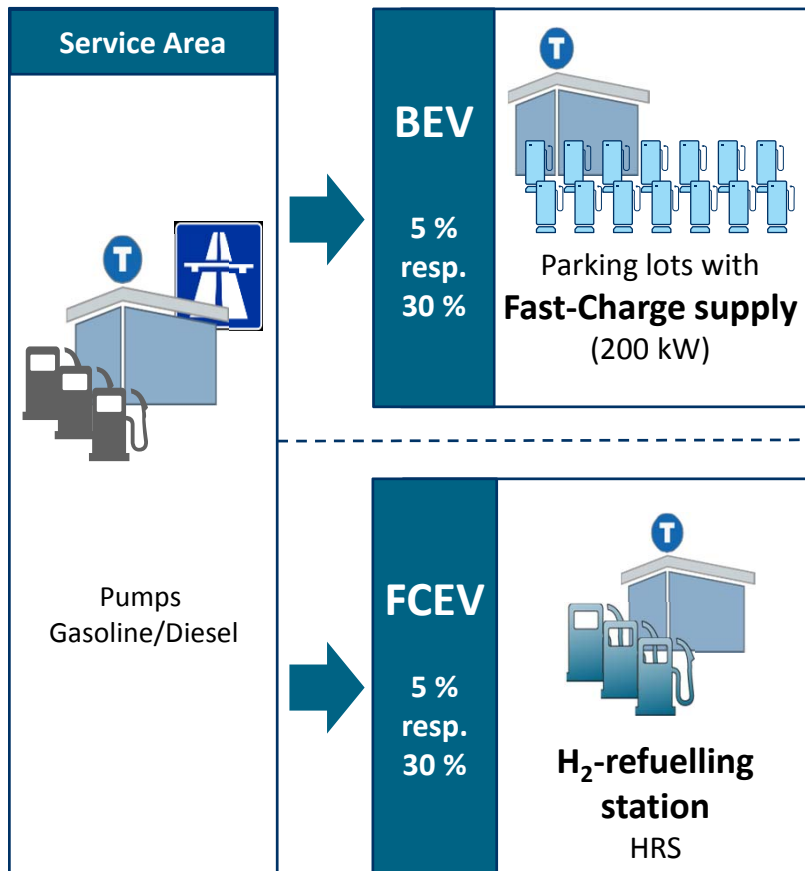 Service Area
T
Pumps
Gasoline/Diesel
BEV
5 %
resp.
30 %
T
Parking lots with
Fast-Charge supply
(200 kW)
FCEV
5 %
resp.
30 %
T
H₂-refuelling
station
HRS